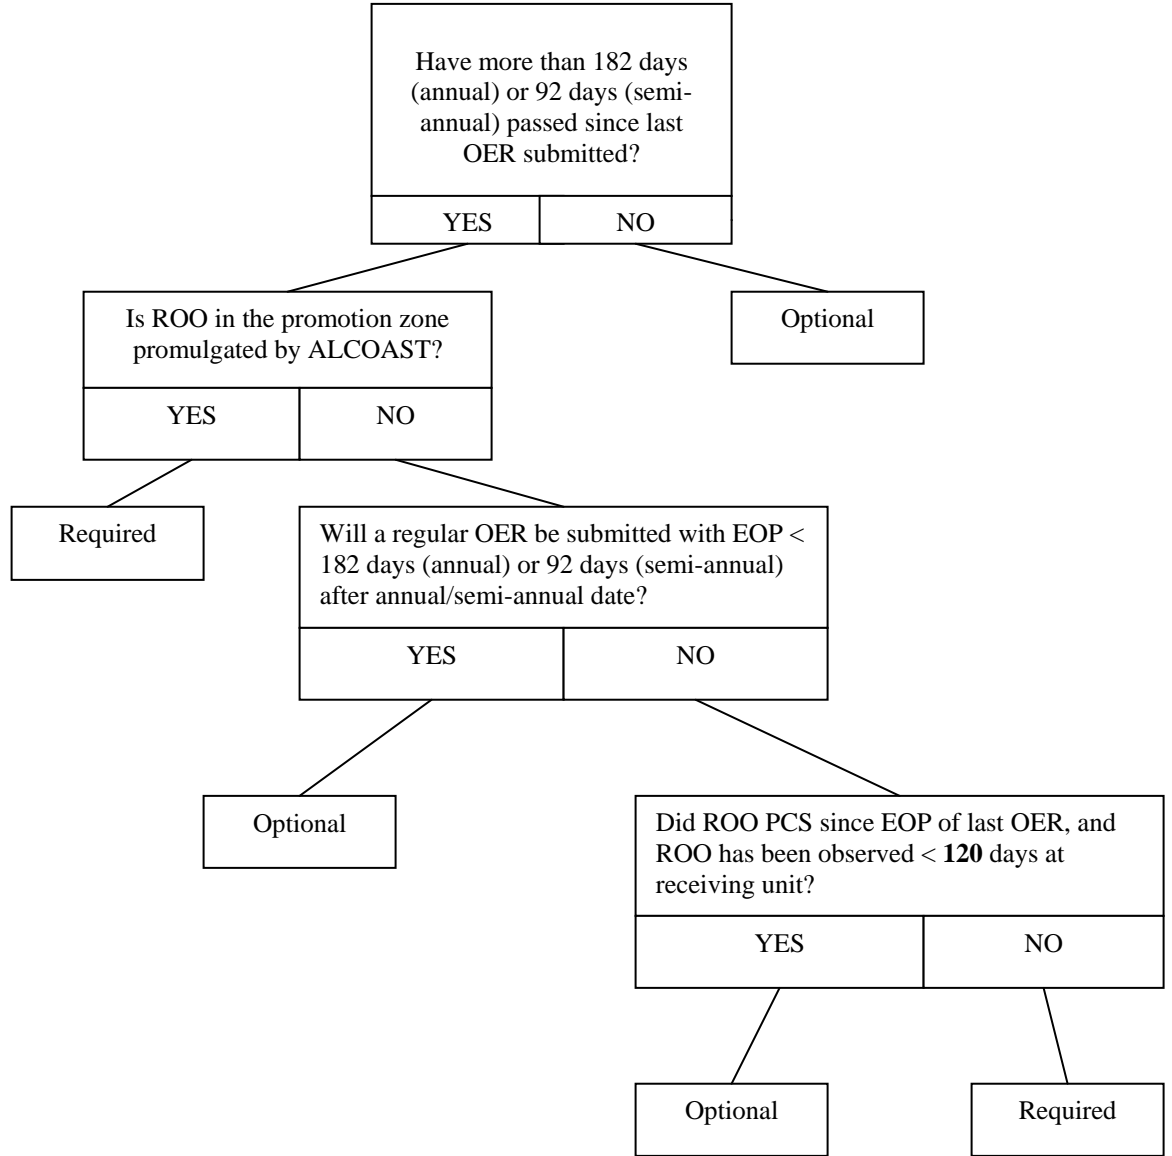 Have more than 182 days
(annual) or 92 days (semi-
annual) passed since last
OER submitted?
YES
NO
Is ROO in the promotion zone
promulgated by ALCOAST?
Optional
YES
NO
Required
Will a regular OER be submitted with EOP <
182 days (annual) or 92 days (semi-annual)
after annual/semi-annual date?
YES
NO
Optional
Did ROO PCS since EOP of last OER, and
ROO has been observed < 120 days at
receiving unit?
YES
NO
Optional
Required